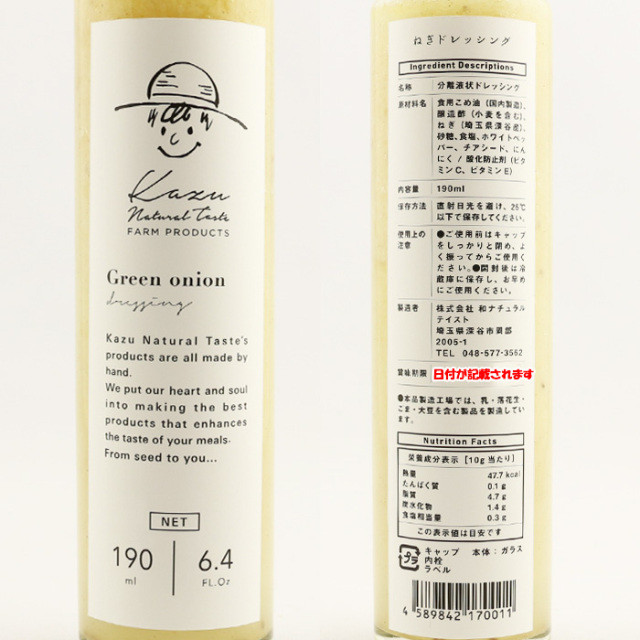 Kazu
Natural Taste
FARM PRODUCTS
Green onion
dressing
Kazu Natural Taste's
products are all made by
hand.
We put our heart and soul
into making the best
products that enhances
the taste of your meals.
From seed to you...
NET
190 ml
6.4 FL.Oz
ねぎドレッシング
Ingredient Descriptions
名称 分離液状ドレッシング
原材料名 食用こめ油(国内製造)、
醸造酢(小麦を含む)、
ねぎ(埼玉県深谷産)、
砂糖、食塩、ホワイトペッ
パー、チアシード、にん
にく/酸化防止剤(ビタ
ミンC、ビタミンE)
内容量 190ml
保存方法 直射日光を避け、25℃
以下で保存してください。
使用上の
注意
●ご使用前はキャップ
をしっかりと閉め、よ
く振ってからご使用く
ださい。●開封後は冷
蔵庫に保存し、お早め
にご使用ください。
製造者 株式会社 和ナチュラル
テイスト
埼玉県深谷市岡部
2005-1
TEL 048-577-3562
賞味期限 日付が記載されます
●本品製造工場では、乳・落花生・
ごま・大豆を含む製品を製造してい
ます。
Nutrition Facts
栄養成分表示[10g当たり]
熱量 47.7 kcal
たんぱく質 0.1 g
脂質 4.7 g
炭水化物 1.4 g
食塩相当量 0.3 g
この表示値は目安です
プラ
キャップ 本体:ガラス
内栓
ラベル
4 589842 170011